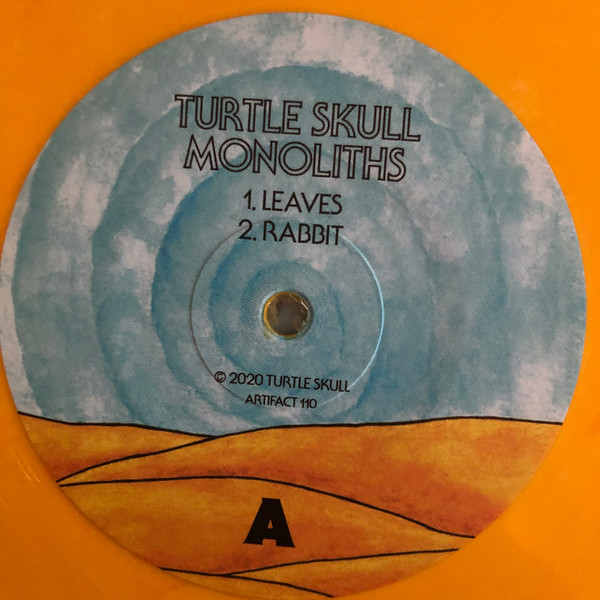 TURTLE SKULL
MONOLITHS
1. LEAVES
2. RABBIT
© 2020 TURTLE SKULL
ARTIFACT 110
A